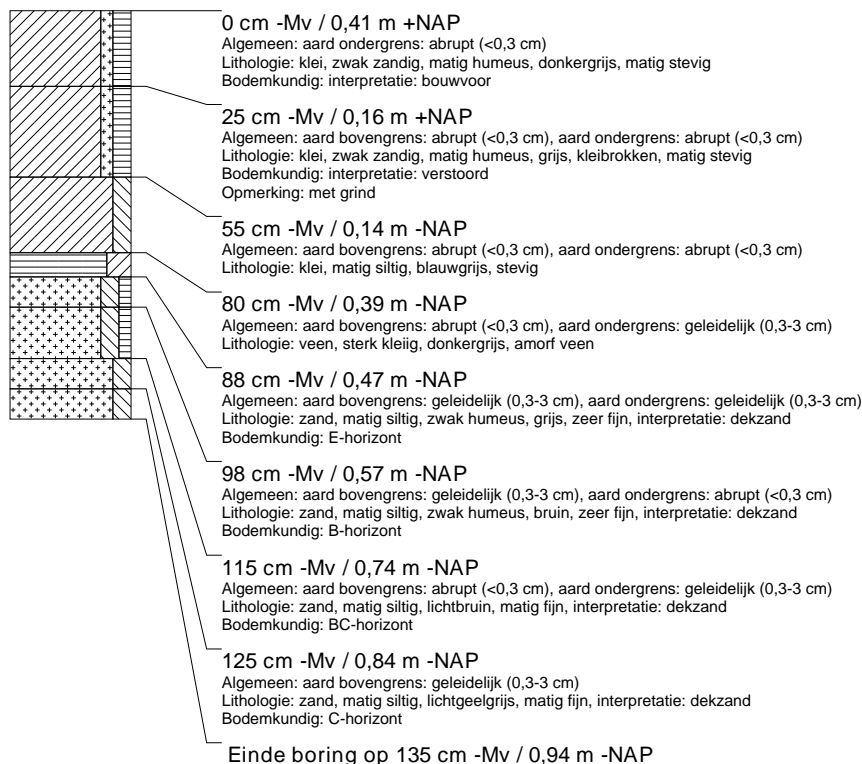 0 cm -Mv / 0,41 m +NAP
Algemeen: aard ondergrens: abrupt (<0,3 cm)
Lithologie: klei, zwak zandig, matig humeus, donkergrijs, matig stevig
Bodemkundig: interpretatie: bouwvoor
25 cm -Mv / 0,16 m +NAP
Algemeen: aard bovengrens: abrupt (<0,3 cm), aard ondergrens: abrupt (<0,3 cm)
Lithologie: klei, zwak zandig, matig humeus, grijs, kleibrokken, matig stevig
Bodemkundig: interpretatie: verstoord
Opmerking: met grind
55 cm -Mv / 0,14 m -NAP
Algemeen: aard bovengrens: abrupt (<0,3 cm), aard ondergrens: abrupt (<0,3 cm)
Lithologie: klei, matig siltig, blauwgrijs, stevig
80 cm -Mv / 0,39 m -NAP
Algemeen: aard bovengrens: abrupt (<0,3 cm), aard ondergrens: geleidelijk (0,3-3 cm)
Lithologie: veen, sterk kleiig, donkergrijs, amorf veen
88 cm -Mv / 0,47 m -NAP
Algemeen: aard bovengrens: geleidelijk (0,3-3 cm), aard ondergrens: geleidelijk (0,3-3 cm)
Lithologie: zand, matig siltig, zwak humeus, grijs, zeer fijn, interpretatie: dekzand
Bodemkundig: E-horizont
98 cm -Mv / 0,57 m -NAP
Algemeen: aard bovengrens: geleidelijk (0,3-3 cm), aard ondergrens: abrupt (<0,3 cm)
Lithologie: zand, matig siltig, zwak humeus, bruin, zeer fijn, interpretatie: dekzand
Bodemkundig: B-horizont
115 cm -Mv / 0,74 m -NAP
Algemeen: aard bovengrens: abrupt (<0,3 cm), aard ondergrens: geleidelijk (0,3-3 cm)
Lithologie: zand, matig siltig, lichtbruin, matig fijn, interpretatie: dekzand
Bodemkundig: BC-horizont
125 cm -Mv / 0,84 m -NAP
Algemeen: aard bovengrens: geleidelijk (0,3-3 cm)
Lithologie: zand, matig siltig, lichtgeelgrijs, matig fijn, interpretatie: dekzand
Bodemkundig: C-horizont
Einde boring op 135 cm -Mv / 0,94 m -NAP